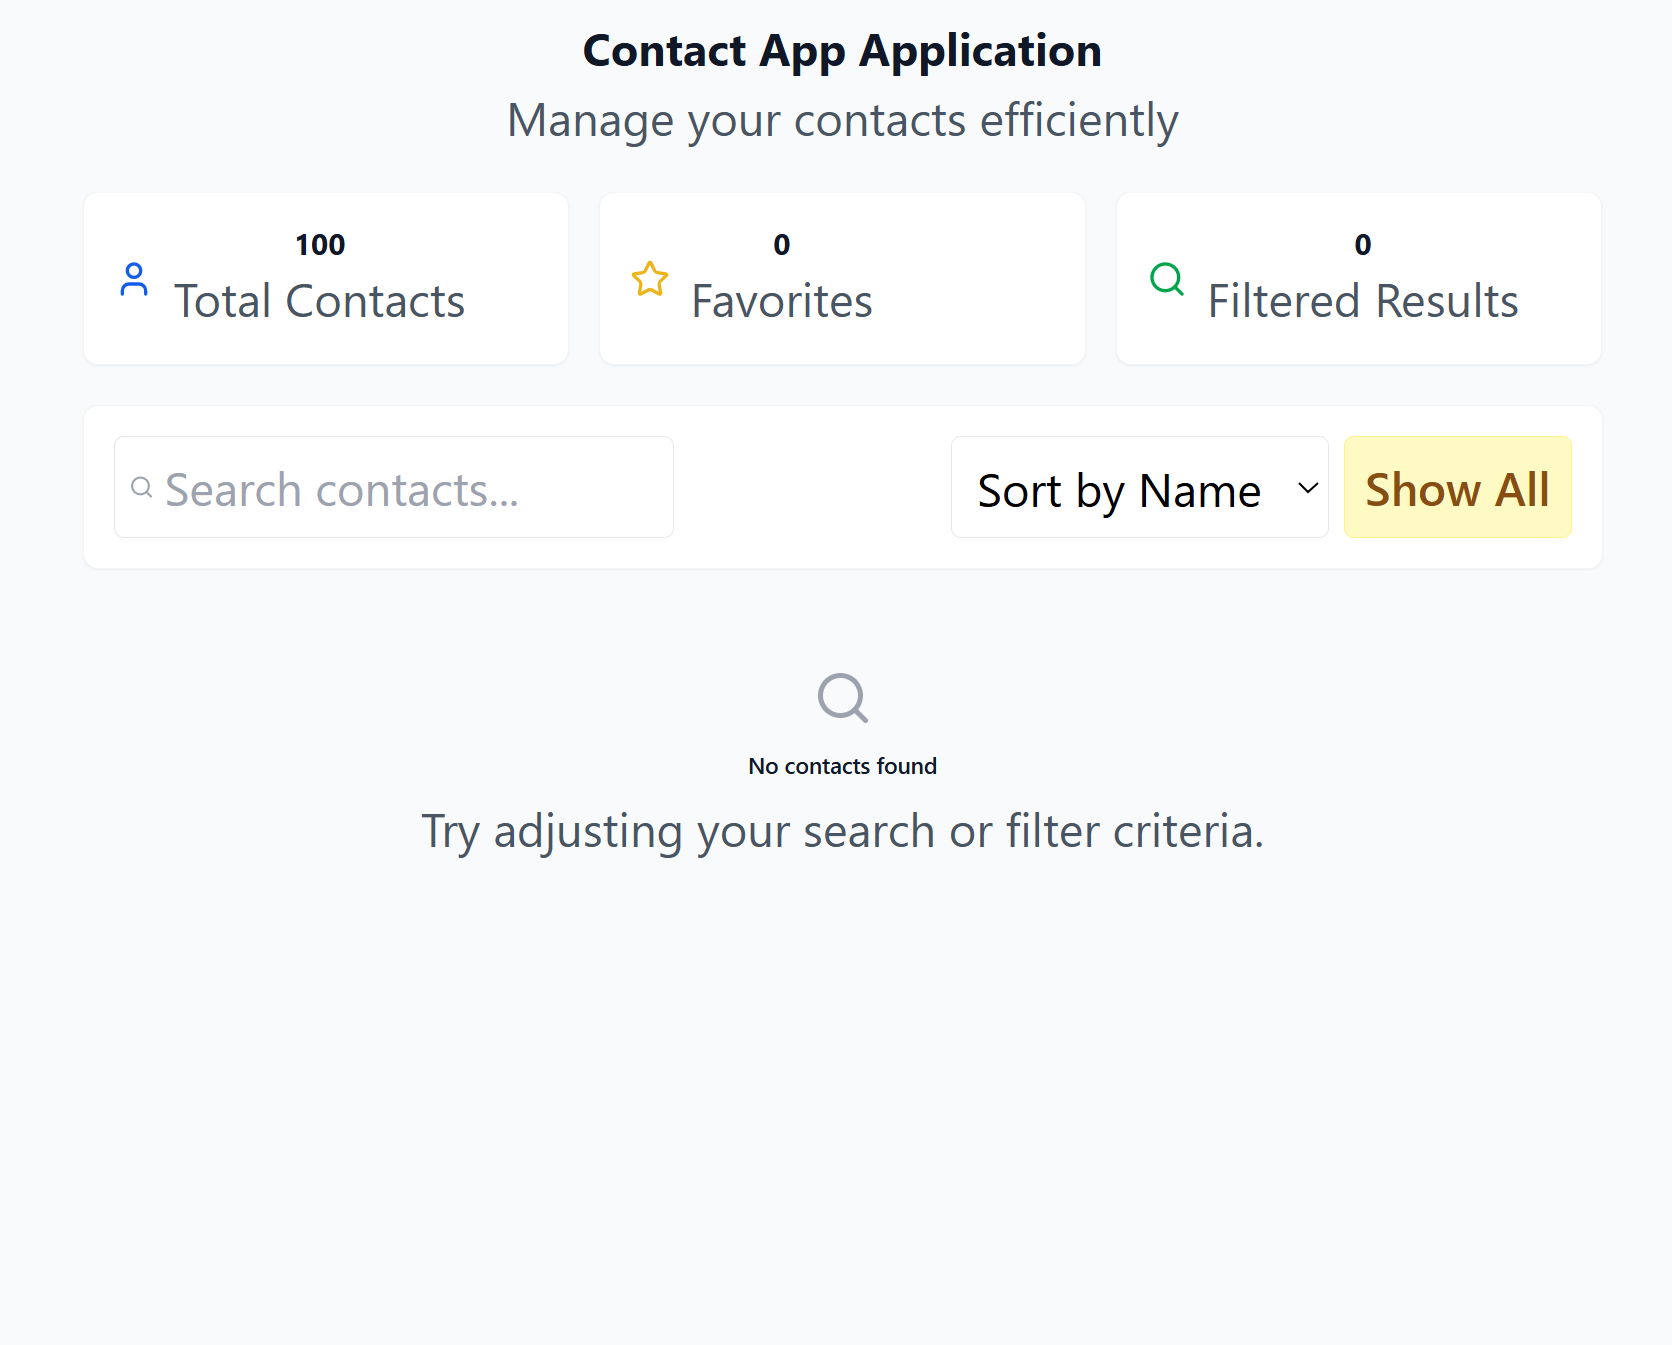 Contact App Application
Manage your contacts efficiently
100
Total Contacts
0
Favorites
0
Filtered Results
Search contacts...
Sort by Name
Show All
No contacts found
Try adjusting your search or filter criteria.